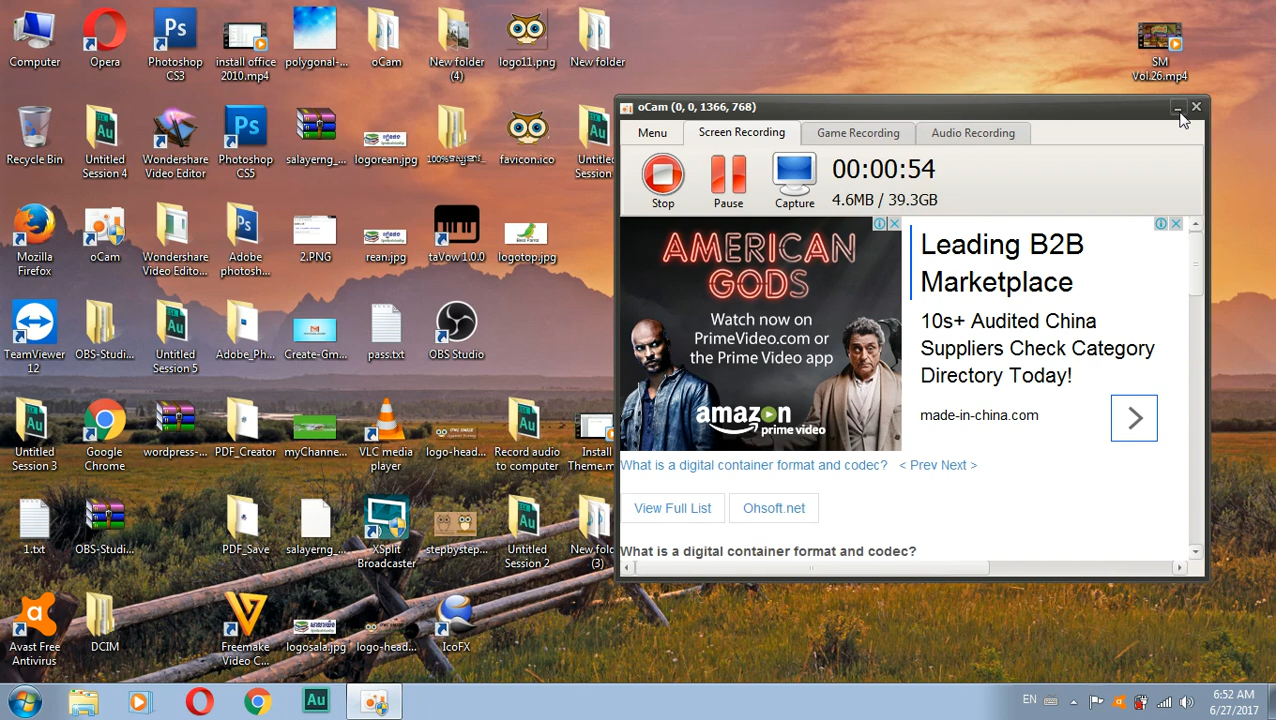 Computer
Opera
Photoshop
CS3
install office
2010.mp4
polygonal-...
oCam
New folder
(4)
logo11.png
New folder
SM
Vol.26.mp4
Recycle Bin
Untitled
Session 4
Wondershare
Video Editor
Photoshop
CS5
salayerng_...
logorean.jpg
favicon.ico
Untitled
Session
Mozilla
Firefox
oCam
Wondershare
Video Edito...
Adobe
photosh...
2.PNG
rean.jpg
taVow 1.0.0
logotop.jpg
TeamViewer
12
OBS-Studi...
Untitled
Session 5
Adobe_Ph...
Create-Gm...
pass.txt
OBS Studio
Untitled
Session 3
Google
Chrome
wordpress-...
PDF_Creator
myChanne...
VLC media
player
logo-head...
Record audio
to computer
Install
Theme.m
1.txt
OBS-Studi...
PDF_Save
salayerng_...
XSplit
Broadcaster
stepbystep...
Untitled
Session 2
New fold
(3)
Avast Free
Antivirus
DCIM
Freemake
Video C...
logosala.jpg
logo-head...
IcoFX
oCam (0, 0, 1366, 768)
Menu
Screen Recording
Game Recording
Audio Recording
Stop
Pause
Capture
00:00:54
4.6MB / 39.3GB
AMERICAN
GODS
Watch now on
PrimeVideo.com or
the Prime Video app
amazon
prime video
Leading B2B
Marketplace
10s+ Audited China
Suppliers Check Category
Directory Today!
made-in-china.com
What is a digital container format and codec? < Prev Next >
View Full List
Ohsoft.net
What is a digital container format and codec?
EN
6:52 AM
6/27/2017